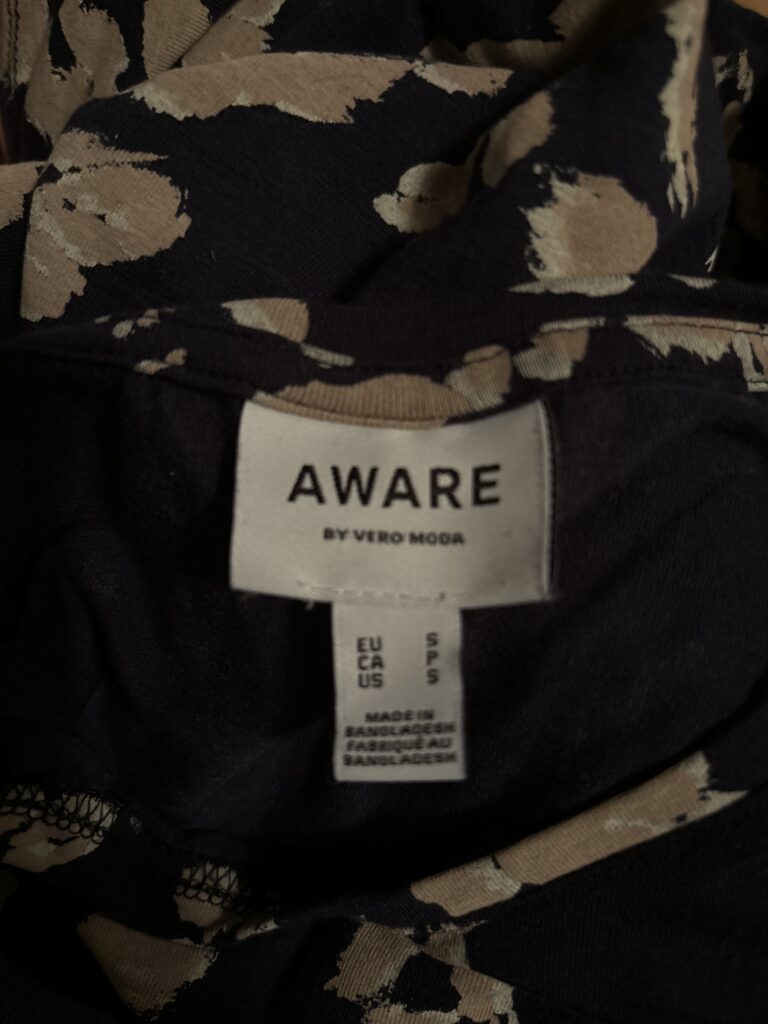 AWARE
BY VERO MODA
EU S
CA P
US S
MADE IN
BANGLADESH
FABRIQUÉ AU
BANGLADESH